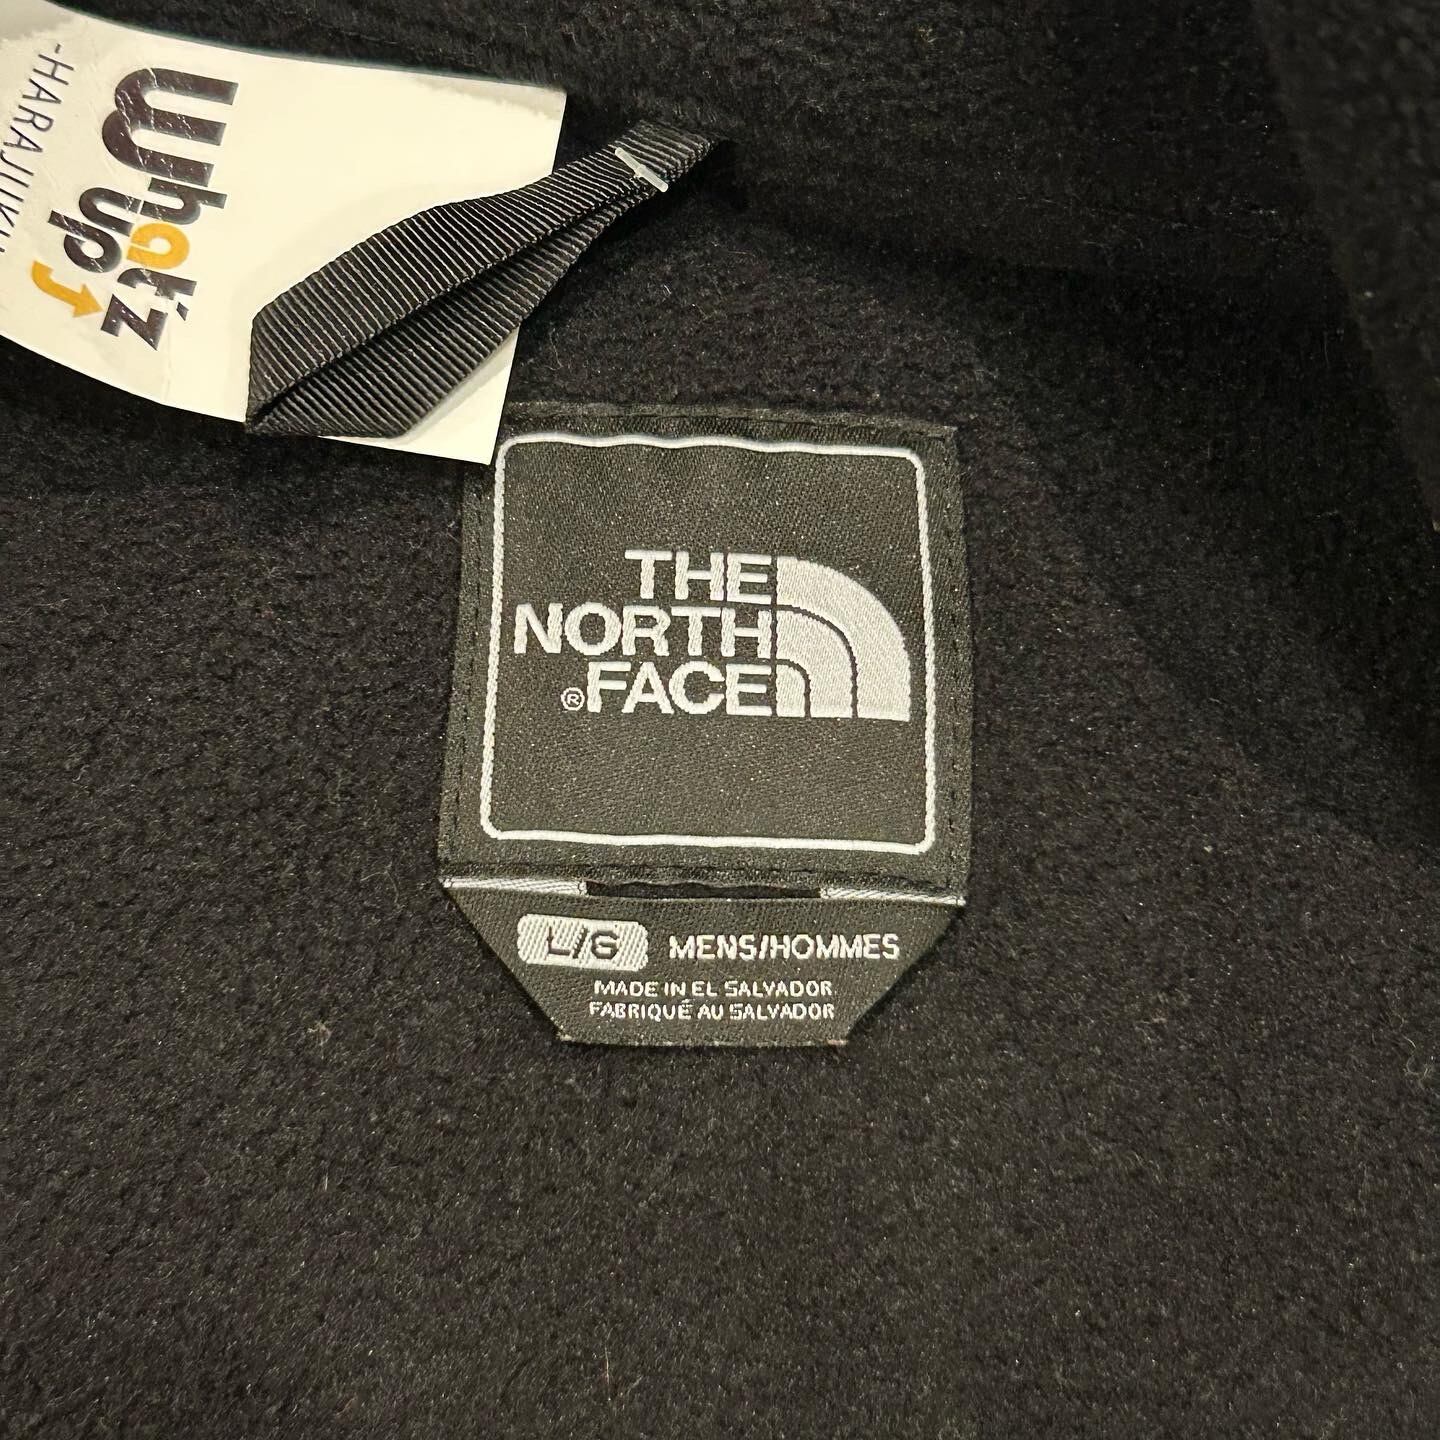 Whatz
up
-HARAJUKU
THE
NORTH
®FACE
L/G MENS/HOMMES
MADE IN EL SALVADOR
FABRIQUÉ AU SALVADOR